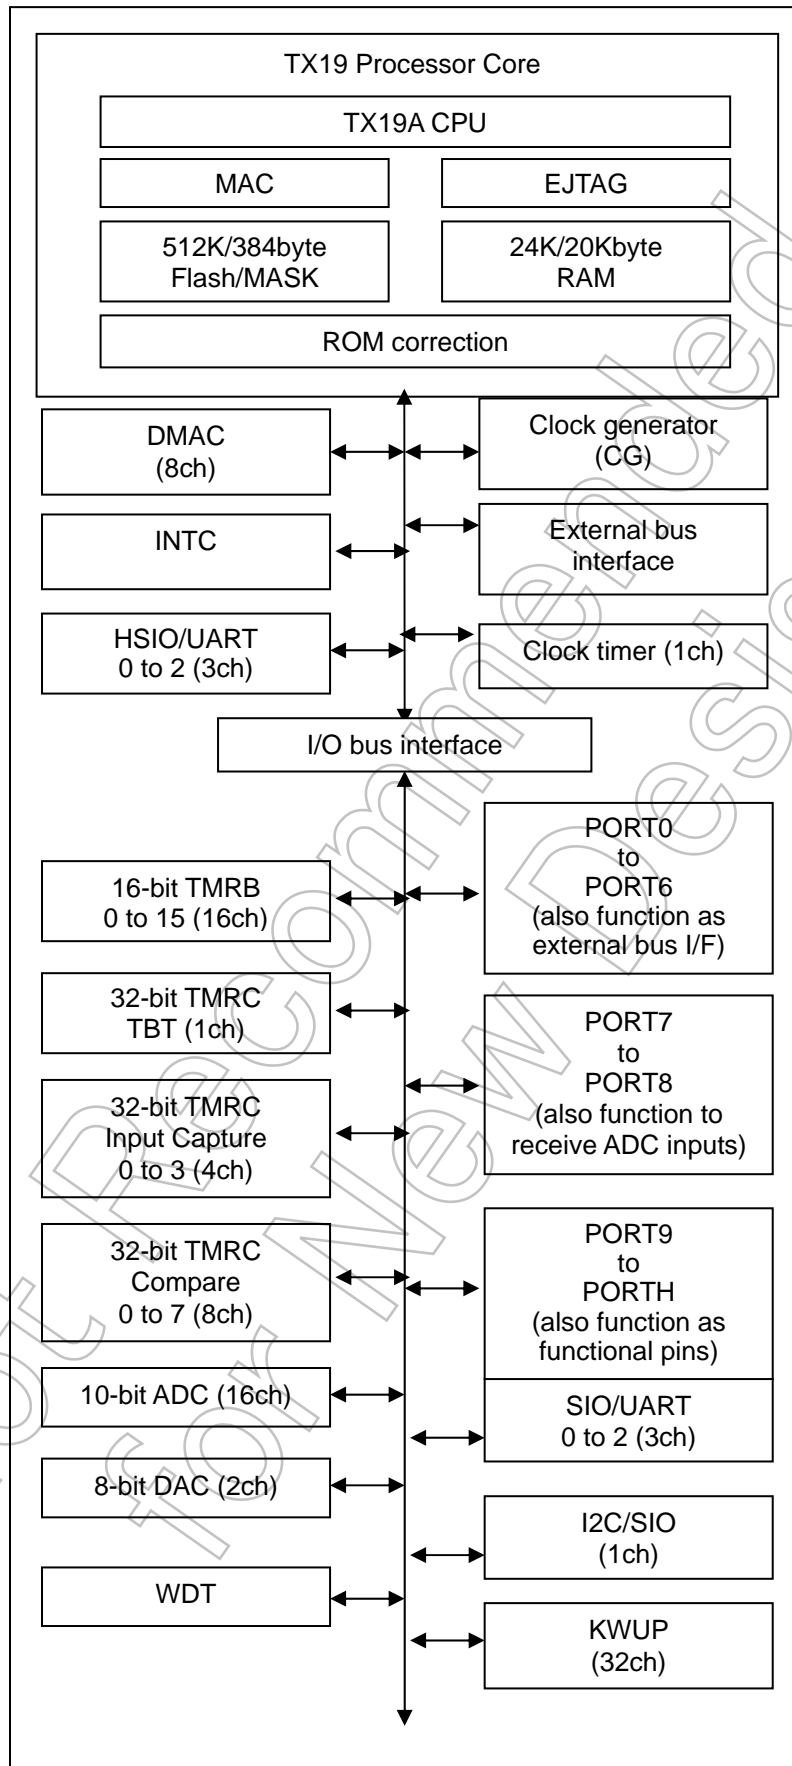 TX19 Processor Core
TX19A CPU
MAC
EJTAG
512K/384byte
Flash/MASK
24K/20Kbyte
RAM
ROM correction
DMAC
(8ch)
Clock generator
(CG)
INTC
External bus
interface
HSIO/UART
0 to 2 (3ch)
Clock timer (1ch)
I/O bus interface
PORT0
to
PORT6
(also function as
external bus I/F)
16-bit TMRB
0 to 15 (16ch)
32-bit TMRC
TBT (1ch)
PORT7
to
PORT8
(also function to
receive ADC inputs)
32-bit TMRC
Input Capture
0 to 3 (4ch)
32-bit TMRC
Compare
0 to 7 (8ch)
PORT9
to
PORTH
(also function as
functional pins)
10-bit ADC (16ch)
SIO/UART
0 to 2 (3ch)
8-bit DAC (2ch)
I2C/SIO
(1ch)
WDT
KWUP
(32ch)
Not Recommended
for New Design